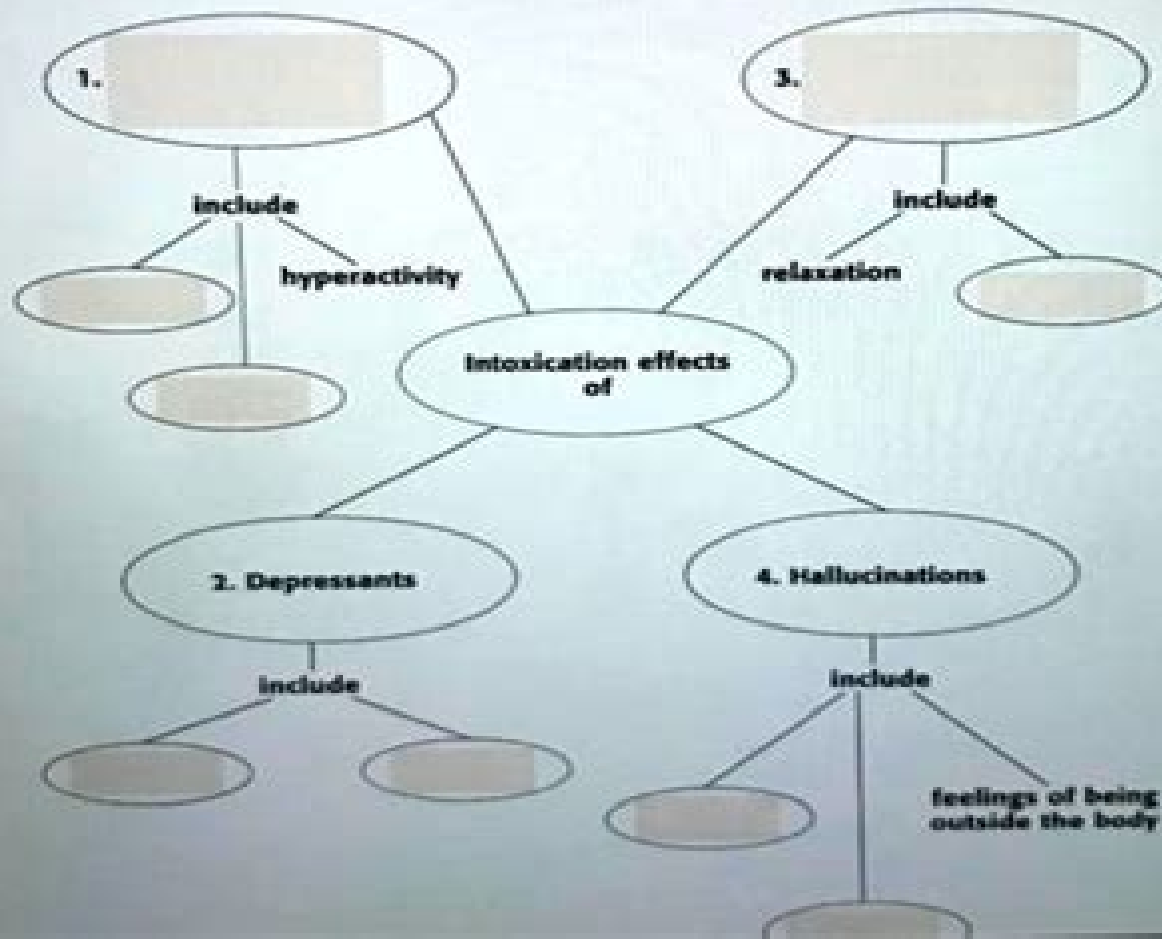 1.
3.
include
include
hyperactivity
relaxation
Intoxication effects
of
2. Depressants
4. Hallucinations
include
include
feelings of being
outside the body